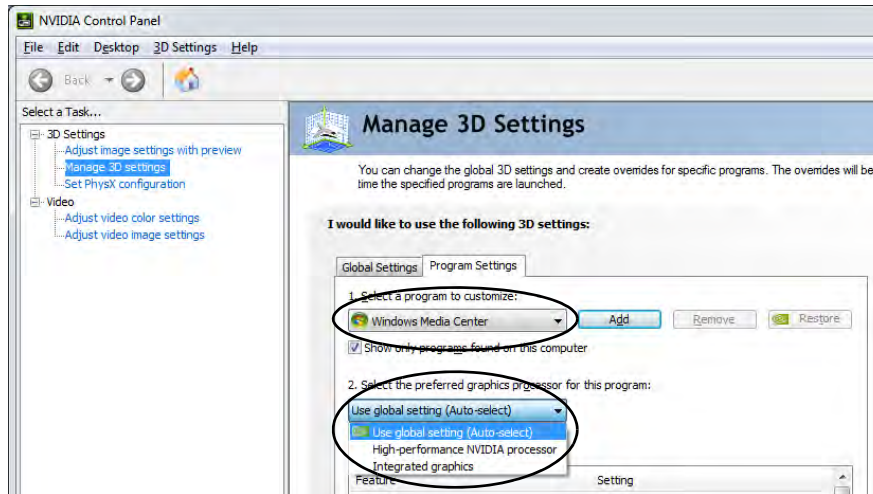 NVIDIA Control Panel
File Edit Desktop 3D Settings Help
Back
Select a Task...
3D Settings
Adjust image settings with preview
Manage 3D settings
Set PhysX configuration
Video
Adjust video color settings
Adjust video image settings
Manage 3D Settings
You can change the global 3D settings and create overrides for specific programs. The overrides will be
time the specified programs are launched.
I would like to use the following 3D settings:
Global Settings Program Settings
1. Select a program to customize:
Windows Media Center Add Remove Restore
Show only programs found on this computer
2. Select the preferred graphics processor for this program:
Use global setting (Auto-select)
Use global setting (Auto-select)
High-performance NVIDIA processor
Integrated graphics
Feature Setting